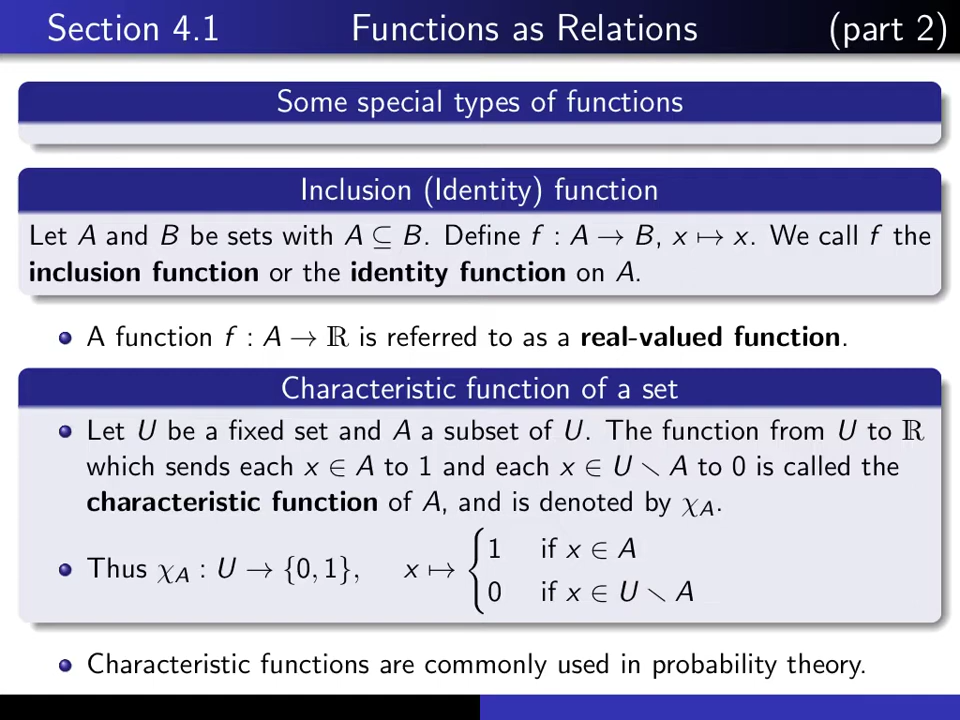 Section 4.1 Functions as Relations (part 2)
Some special types of functions
Inclusion (Identity) function
Let A and B be sets with A ⊆ B. Define f : A → B, x ↦ x. We call f the
inclusion function or the identity function on A.
A function f : A → ℝ is referred to as a real-valued function.
Characteristic function of a set
Let U be a fixed set and A a subset of U. The function from U to ℝ
which sends each x ∈ A to 1 and each x ∈ U ∖ A to 0 is called the
characteristic function of A, and is denoted by χ_A.
Thus χ_A : U → {0, 1}, x ↦ { 1 if x ∈ A
0 if x ∈ U ∖ A
Characteristic functions are commonly used in probability theory.